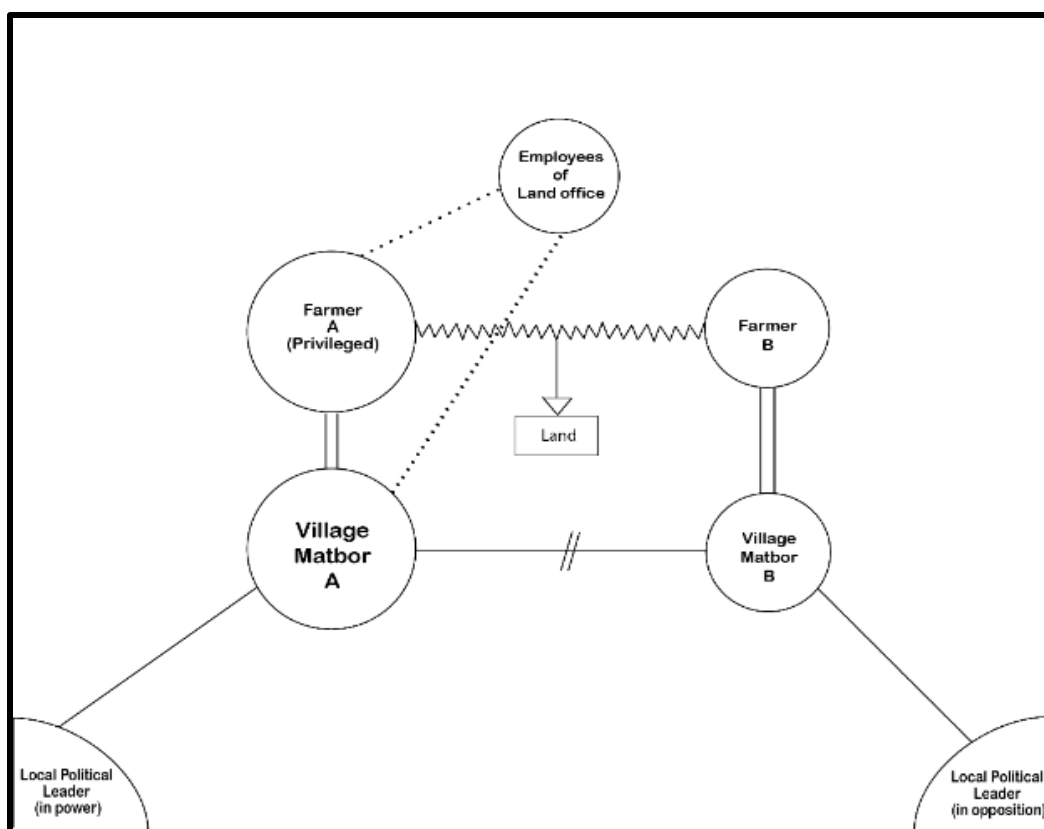 Employees
of
Land office
Farmer
A
(Privileged)
Farmer
B
Land
Village
Matbor
A
Village
Matbor
B
Local Political
Leader
(in power)
Local Political
Leader
(in opposition)